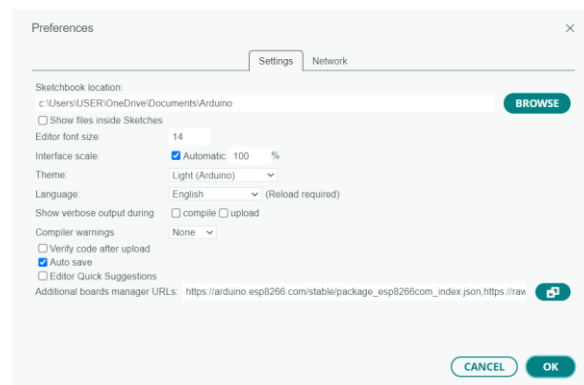 Preferences
Settings Network
Sketchbook location:
c:\Users\USER\OneDrive\Documents\Arduino BROWSE
Show files inside Sketches
Editor font size: 14
Interface scale: Automatic 100 %
Theme: Light (Arduino)
Language: English (Reload required)
Show verbose output during compile upload
Compiler warnings None
Verify code after upload
Auto save
Editor Quick Suggestions
Additional boards manager URLs: https://arduino.esp8266.com/stable/package_esp8266com_index.json,https://raw
CANCEL OK